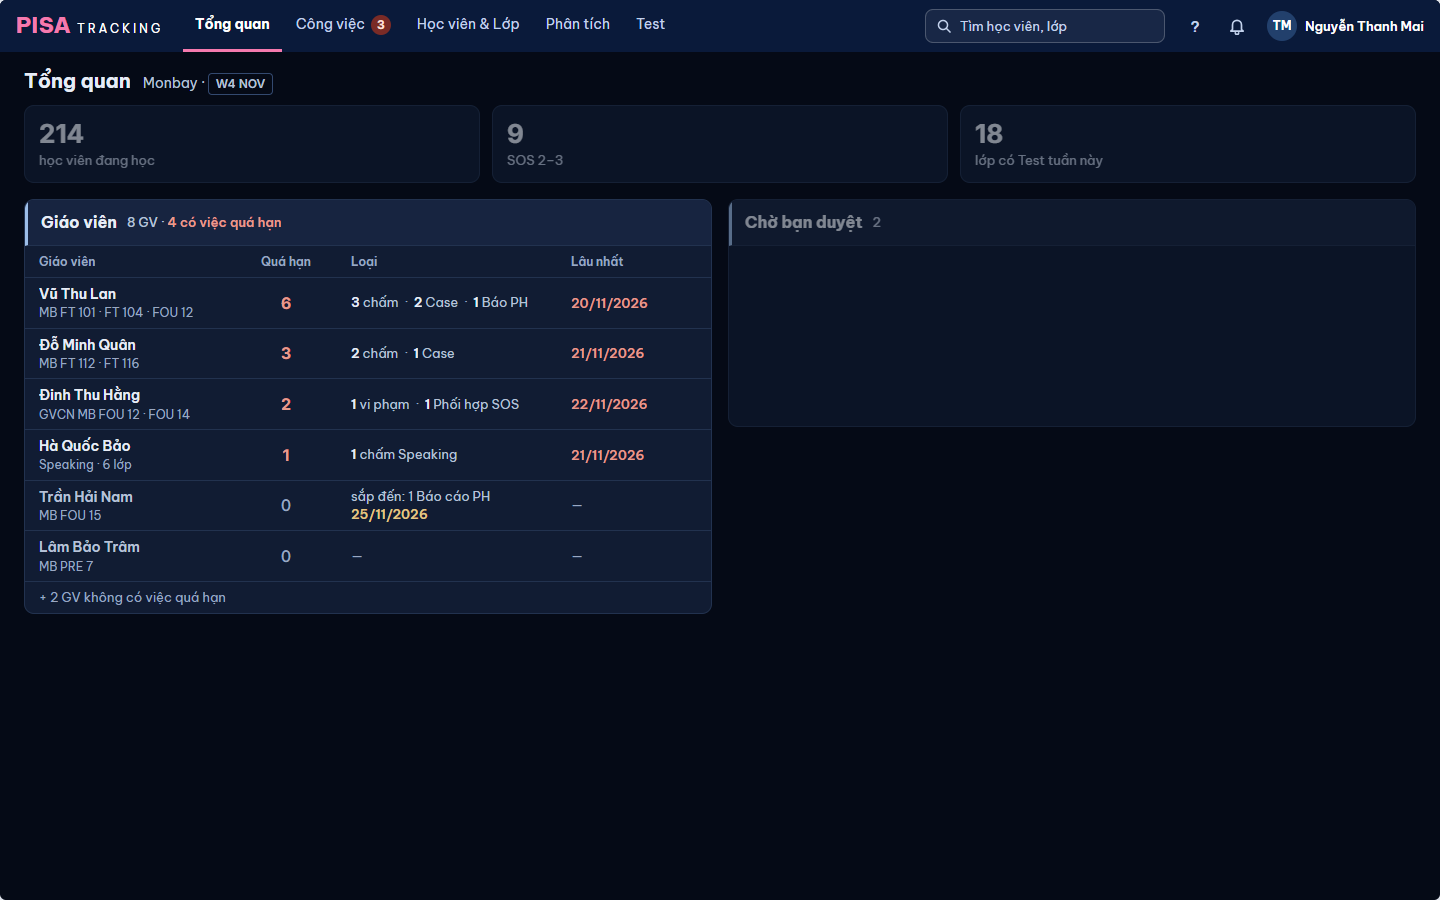 PISA TRACKING Tổng quan Công việc 3 Học viên & Lớp Phân tích Test Tìm học viên, lớp ? TM Nguyễn Thanh Mai
Tổng quan Monbay · W4 NOV
214
học viên đang học
9
SOS 2–3
18
lớp có Test tuần này
Giáo viên 8 GV · 4 có việc quá hạn
Giáo viên Quá hạn Loại Lâu nhất
Vũ Thu Lan
MB FT 101 · FT 104 · FOU 12
6
3 chấm · 2 Case · 1 Báo PH
20/11/2026
Đỗ Minh Quân
MB FT 112 · FT 116
3
2 chấm · 1 Case
21/11/2026
Đinh Thu Hằng
GVCN MB FOU 12 · FOU 14
2
1 vi phạm · 1 Phối hợp SOS
22/11/2026
Hà Quốc Bảo
Speaking · 6 lớp
1
1 chấm Speaking
21/11/2026
Trần Hải Nam
MB FOU 15
0
sắp đến: 1 Báo cáo PH
25/11/2026
–
Lâm Bảo Trâm
MB PRE 7
0
–
–
+ 2 GV không có việc quá hạn
Chờ bạn duyệt 2